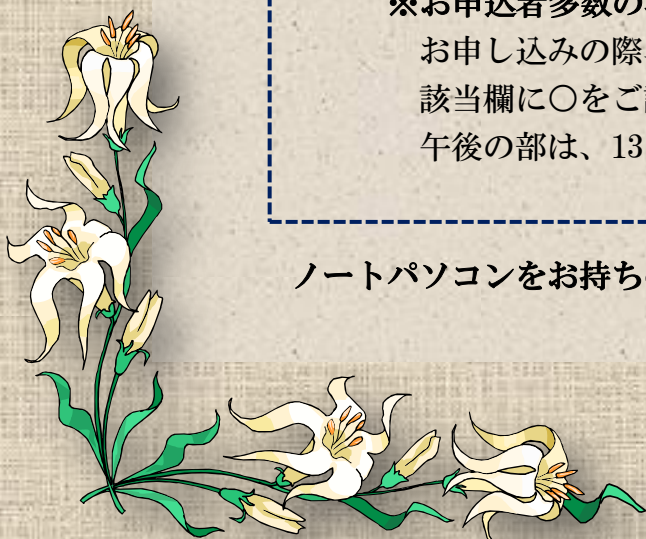 ※お申込者多数の
お申し込みの際
該当欄に○をご
午後の部は、13
ノートパソコンをお持ち